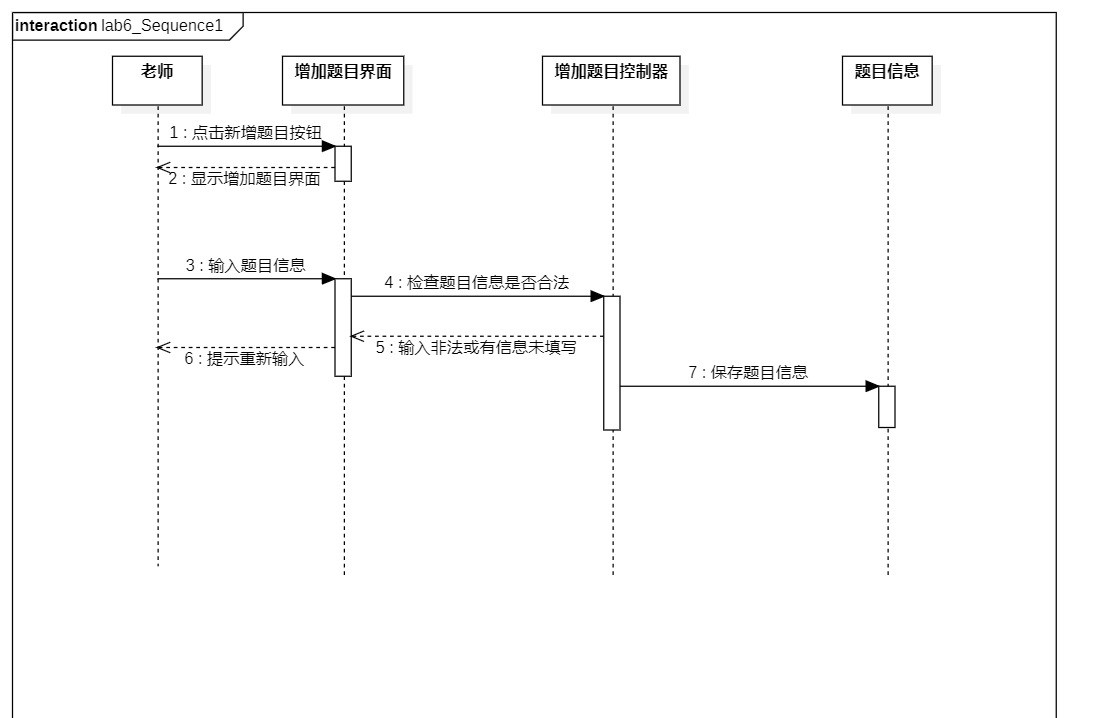 interaction lab6_Sequence1
老师
增加题目界面
增加题目控制器
题目信息
1 : 点击新增题目按钮
2 : 显示增加题目界面
3 : 输入题目信息
4 : 检查题目信息是否合法
5 : 输入非法或有信息未填写
6 : 提示重新输入
7 : 保存题目信息